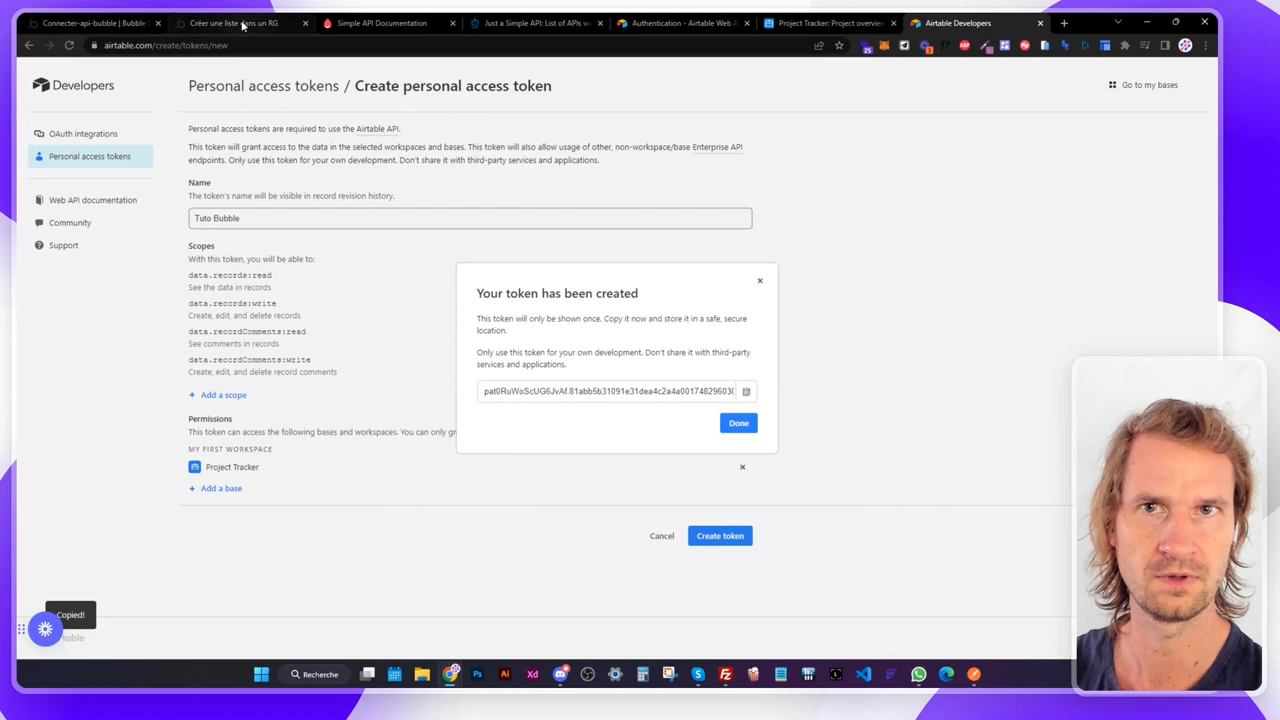 Connecter-api-bubble | Bubble
Créer une liste dans un RG
Simple API Documentation
Just a Simple API: List of APIs w
Authentication - Airtable Web A
Project Tracker: Project overview
Airtable Developers
airtable.com/create/tokens/new
Developers
Personal access tokens / Create personal access token
Go to my bases
OAuth integrations
Personal access tokens
Web API documentation
Community
Support
Personal access tokens are required to use the Airtable API.
This token will grant access to the data in the selected workspaces and bases. This token will also allow usage of other, non-workspace/base Enterprise API
endpoints. Only use this token for your own development. Don't share it with third-party services and applications.
Name
The token's name will be visible in record revision history.
Tuto Bubble
Scopes
With this token, you will be able to:
data.records:read
See the data in records
data.records:write
Create, edit, and delete records
data.recordComments:read
See comments in records
data.recordComments:write
Create, edit, and delete record comments
+ Add a scope
Permissions
This token can access the following bases and workspaces. You can only gr
MY FIRST WORKSPACE
Project Tracker
+ Add a base
Your token has been created
This token will only be shown once. Copy it now and store it in a safe, secure
location.
Only use this token for your own development. Don't share it with third-party
services and applications.
pat0RuWoScUG6JvAf.81abb5b31091e31dea4c2a4a0017482960
Done
Cancel
Create token
Copied!
table
Recherche